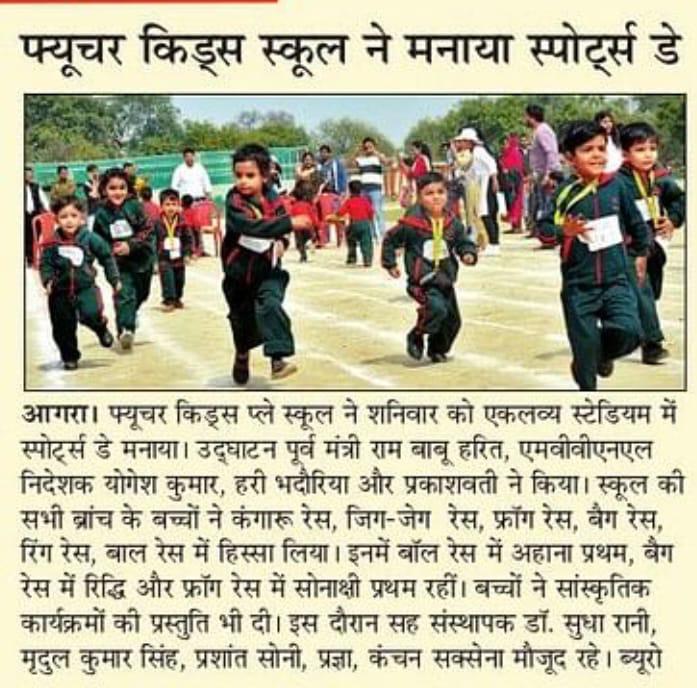 फ्यूचर किड्स स्कूल ने मनाया स्पोर्ट्स डे
आगरा। फ्यूचर किड्स प्ले स्कूल ने शनिवार को एकलव्य स्टेडियम में
स्पोर्ट्स डे मनाया। उद्घाटन पूर्व मंत्री राम बाबू हरित, एमवीवीएनएल
निदेशक योगेश कुमार, हरी भदौरिया और प्रकाशवती ने किया। स्कूल की
सभी ब्रांच के बच्चों ने कंगारू रेस, जिग-जेग रेस, फ्रॉग रेस, बैग रेस,
रिंग रेस, बाल रेस में हिस्सा लिया। इनमें बॉल रेस में अहाना प्रथम, बैग
रेस में रिद्धि और फ्रॉग रेस में सोनाक्षी प्रथम रहीं। बच्चों ने सांस्कृतिक
कार्यक्रमों की प्रस्तुति भी दी। इस दौरान सह संस्थापक डॉ. सुधा रानी,
मृदुल कुमार सिंह, प्रशांत सोनी, प्रज्ञा, कंचन सक्सेना मौजूद रहे। ब्यूरो